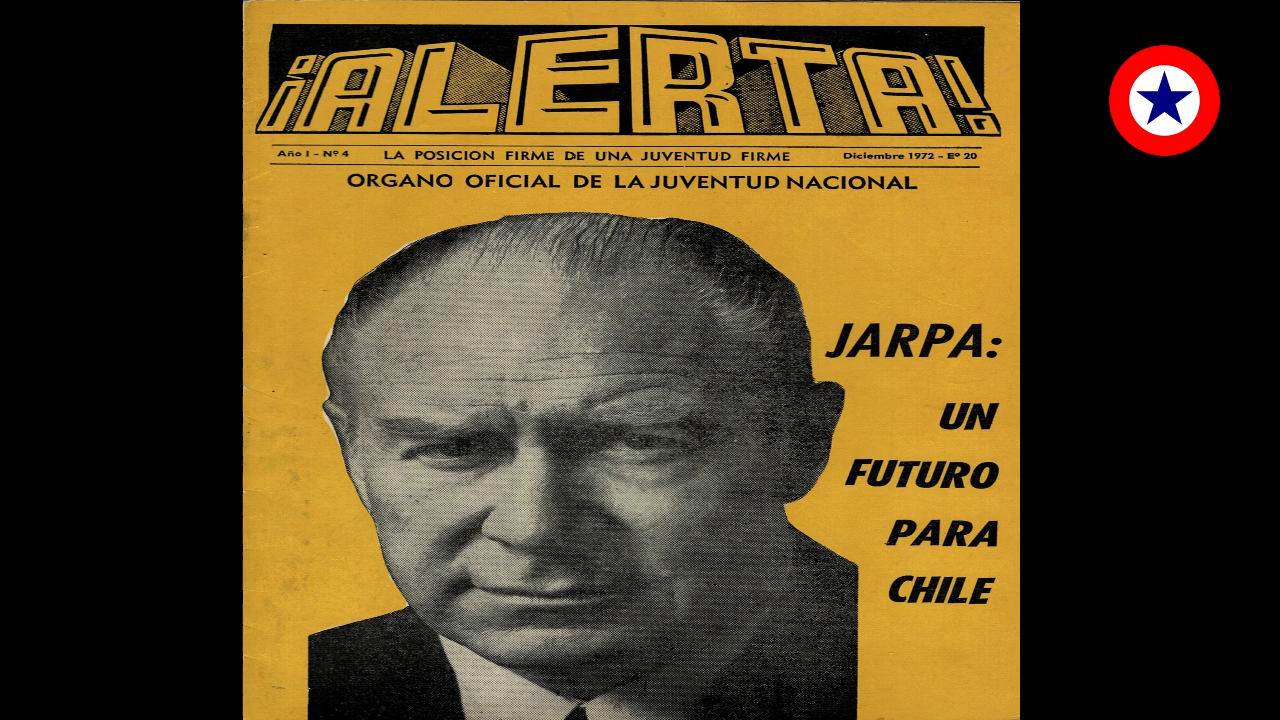 ¡ALERTA!
Año I - Nº 4
LA POSICION FIRME DE UNA JUVENTUD FIRME
Diciembre 1972 - Eº 20
ORGANO OFICIAL DE LA JUVENTUD NACIONAL
JARPA:
UN
FUTURO
PARA
CHILE